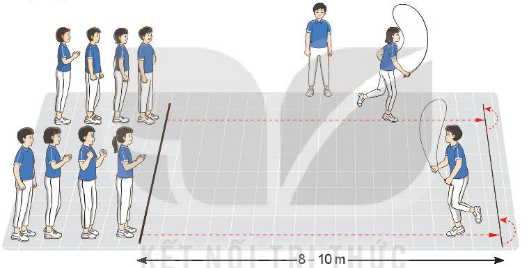 KẾT NỐI TRI THỨC
8 - 10 m